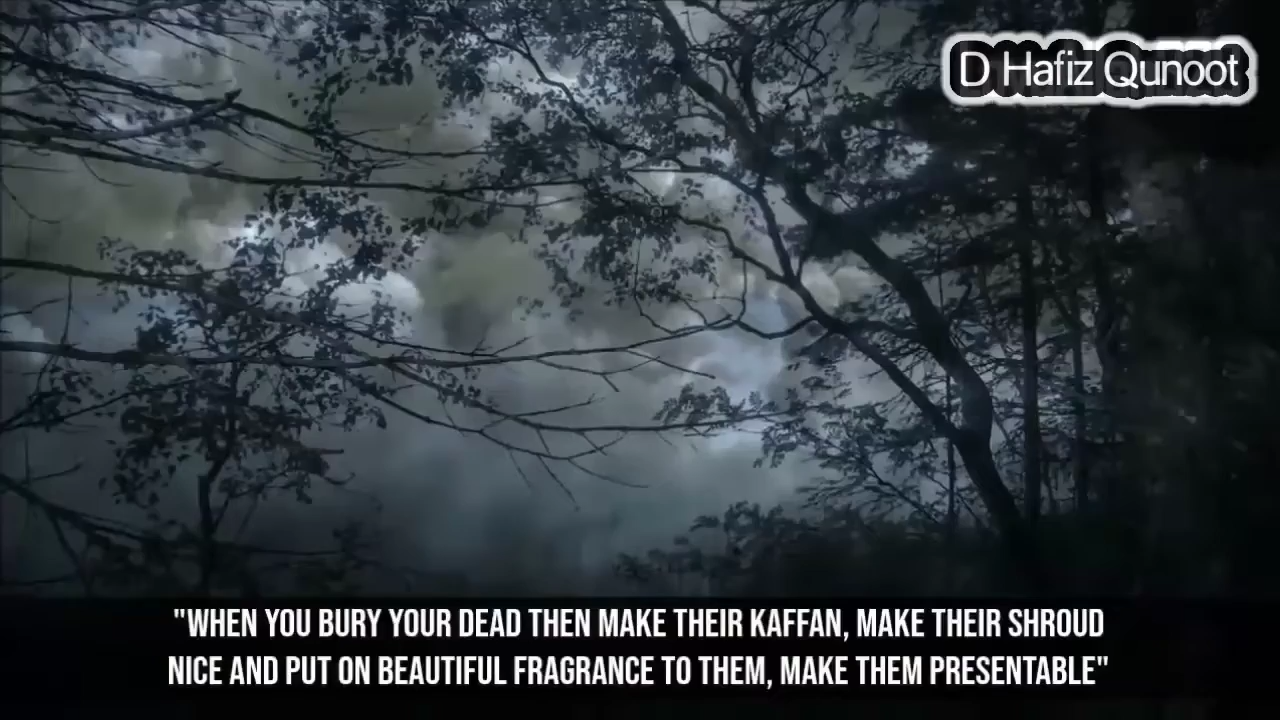 D Hafiz Qunoot
"WHEN YOU BURY YOUR DEAD THEN MAKE THEIR KAFFAN, MAKE THEIR SHROUD
NICE AND PUT ON BEAUTIFUL FRAGRANCE TO THEM, MAKE THEM PRESENTABLE"